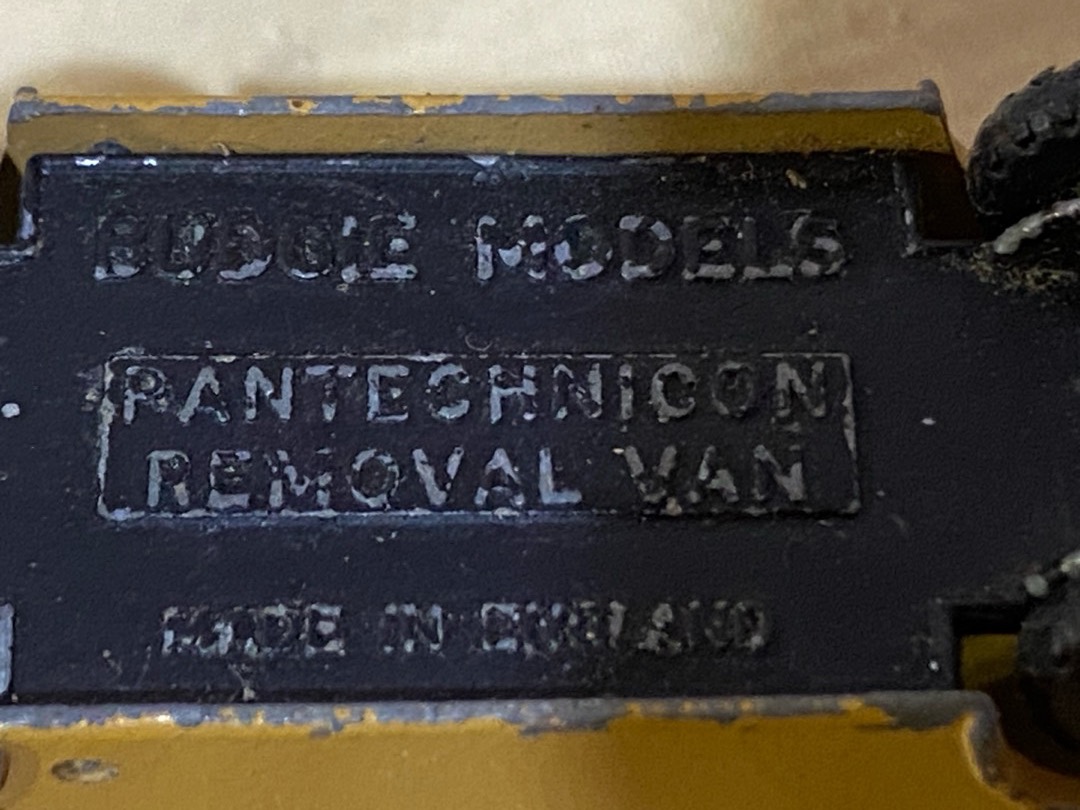 BUDGIE MODELS
PANTECHNICON
REMOVAL VAN
MADE IN ENGLAND